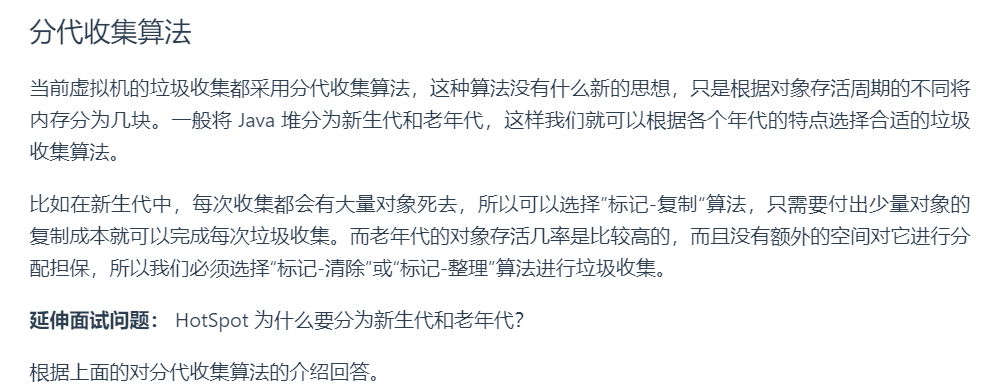 分代收集算法
当前虚拟机的垃圾收集都采用分代收集算法，这种算法没有什么新的思想，只是根据对象存活周期的不同将
内存分为几块。一般将 Java 堆分为新生代和老年代，这样我们就可以根据各个年代的特点选择合适的垃圾
收集算法。
比如在新生代中，每次收集都会有大量对象死去，所以可以选择”标记-复制“算法，只需要付出少量对象的
复制成本就可以完成每次垃圾收集。而老年代的对象存活几率是比较高的，而且没有额外的空间对它进行分
配担保，所以我们必须选择“标记-清除”或“标记-整理”算法进行垃圾收集。
延伸面试问题： HotSpot 为什么要分为新生代和老年代？
根据上面的对分代收集算法的介绍回答。